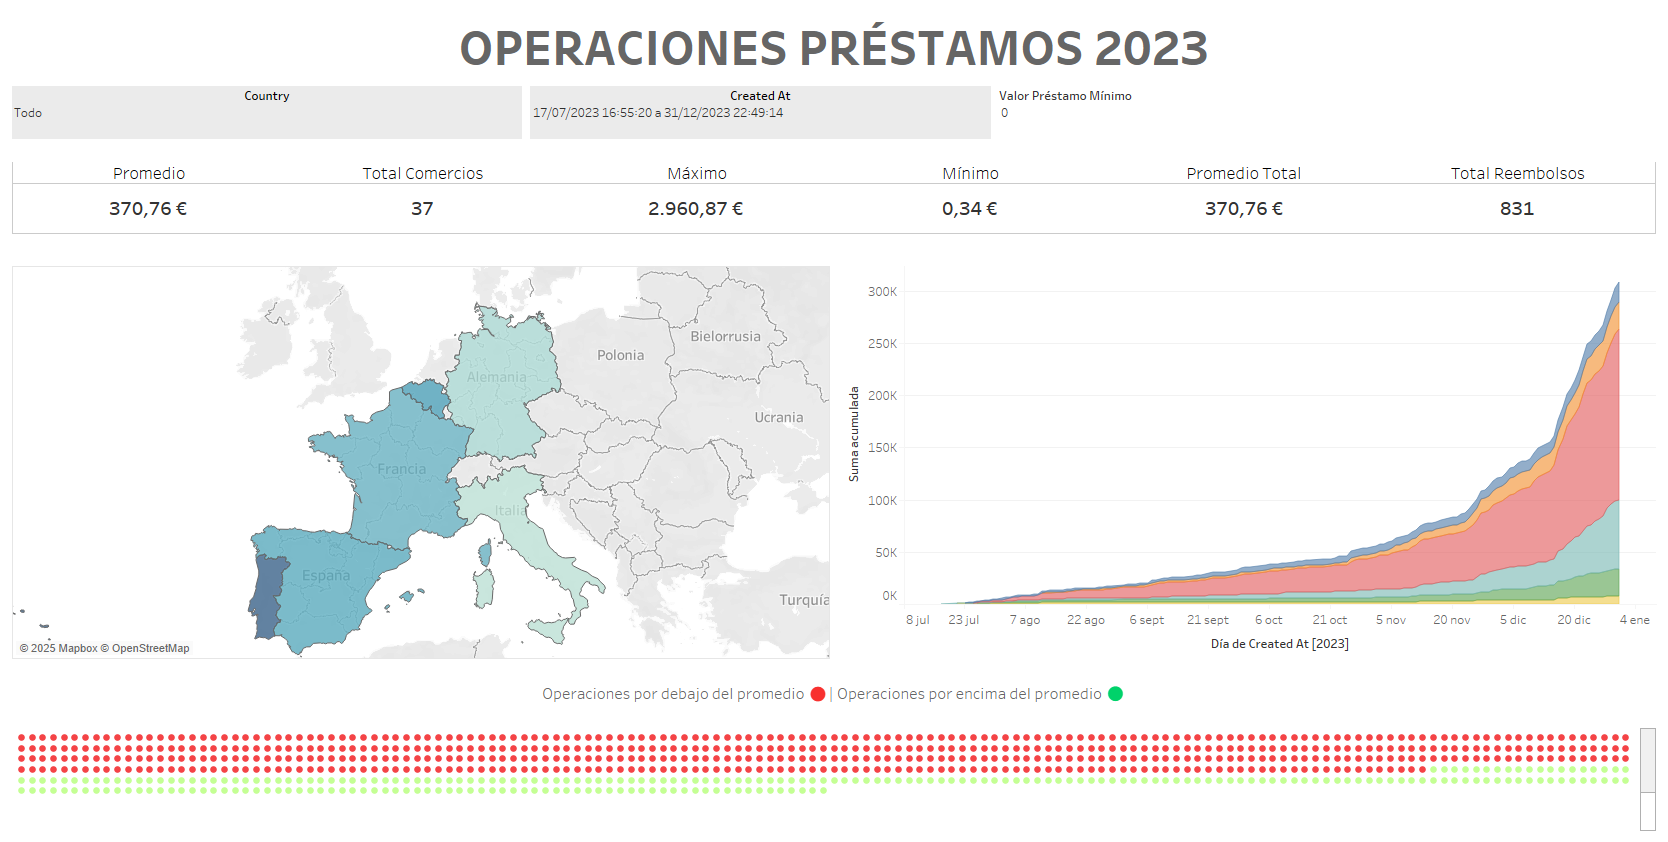 OPERACIONES PRÉSTAMOS 2023
Country
Todo
Created At
17/07/2023 16:55:20 a 31/12/2023 22:49:14
Valor Préstamo Mínimo
0
Promedio Total Comercios Máximo Mínimo Promedio Total Total Reembolsos
370,76 € 37 2.960,87 € 0,34 € 370,76 € 831
Bielorrusia
Polonia
Alemania
Ucrania
Francia
Italia
España
Turquía
© 2025 Mapbox © OpenStreetMap
Suma acumulada
300K
250K
200K
150K
100K
50K
0K
8 jul 23 jul 7 ago 22 ago 6 sept 21 sept 6 oct 21 oct 5 nov 20 nov 5 dic 20 dic 4 ene
Día de Created At [2023]
Operaciones por debajo del promedio | Operaciones por encima del promedio